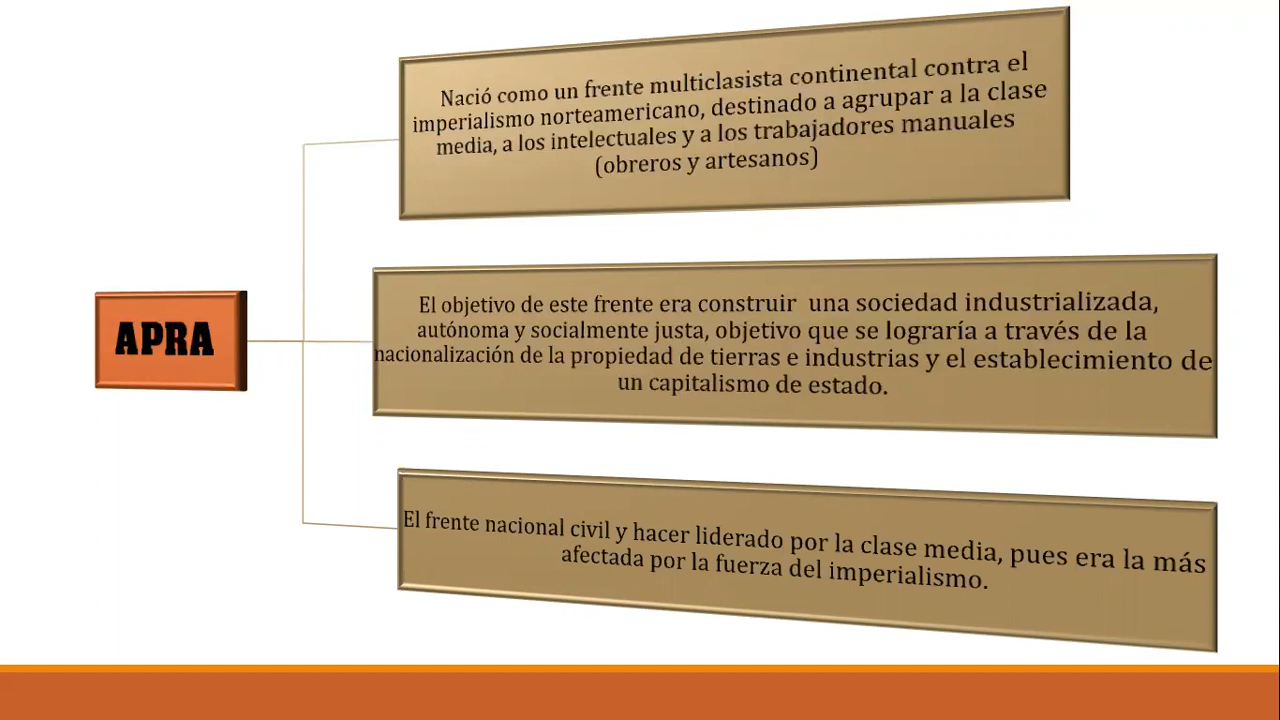 Nació como un frente multiclasista continental contra el
imperialismo norteamericano, destinado a agrupar a la clase
media, a los intelectuales y a los trabajadores manuales
(obreros y artesanos)
APRA
El objetivo de este frente era construir una sociedad industrializada,
autónoma y socialmente justa, objetivo que se lograría a través de la
nacionalización de la propiedad de tierras e industrias y el establecimiento de
un capitalismo de estado.
El frente nacional civil y hacer liderado por la clase media, pues era la más
afectada por la fuerza del imperialismo.